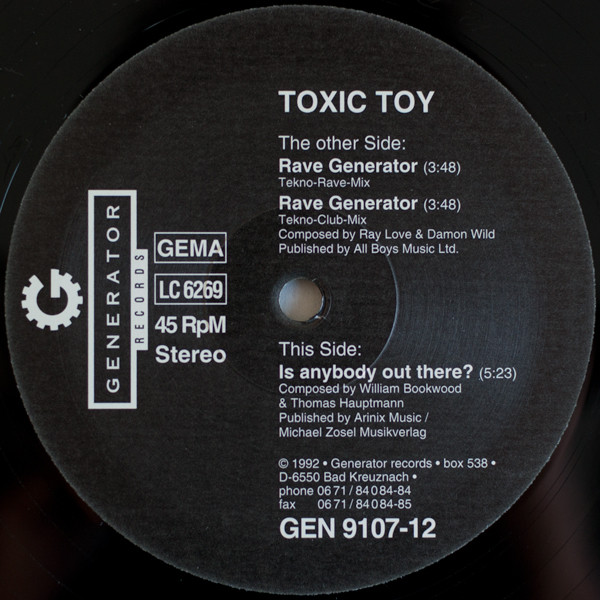 TOXIC TOY
The other Side:
Rave Generator (3:48)
Tekno-Rave-Mix
Rave Generator (3:48)
Tekno-Club-Mix
Composed by Ray Love & Damon Wild
Published by All Boys Music Ltd.
GENERATOR
RECORDS
GEMA
LC 6269
45 RpM
Stereo
This Side:
Is anybody out there? (5:23)
Composed by William Bookwood
& Thomas Hauptmann
Published by Arinix Music /
Michael Zosel Musikverlag
© 1992 • Generator records • box 538 •
D-6550 Bad Kreuznach •
phone 06 71 / 8 40 84-84
fax 06 71 / 8 40 84-85
GEN 9107-12